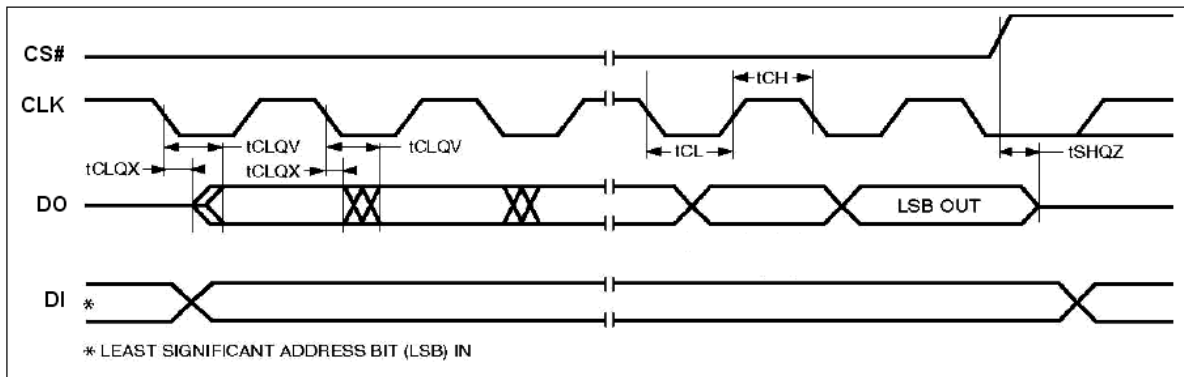 CS#
tCH
CLK
tCLQV
tCLQV
tCL
tSHQZ
tCLQX
tCLQX
DO
LSB OUT
DI
*
* LEAST SIGNIFICANT ADDRESS BIT (LSB) IN